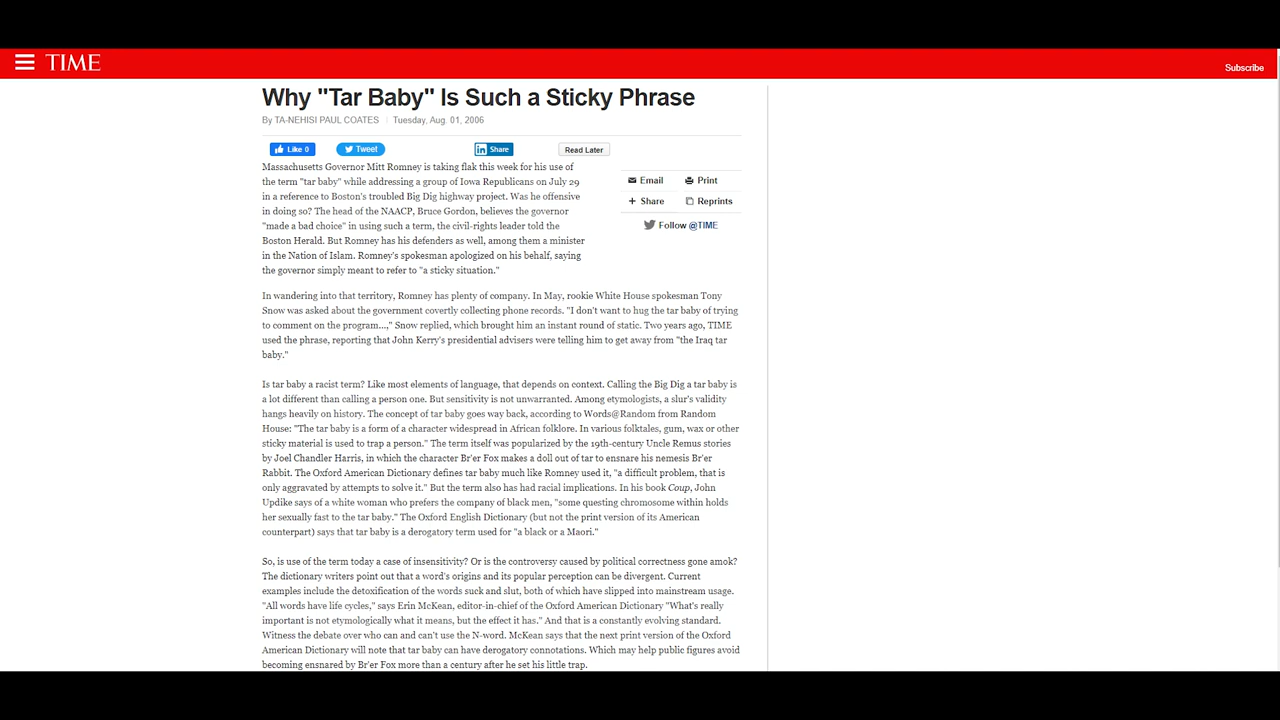 TIME
Subscribe
Why "Tar Baby" Is Such a Sticky Phrase
By TA-NEHISI PAUL COATES Tuesday, Aug. 01, 2006
Like 0 Tweet Share Read Later
Massachusetts Governor Mitt Romney is taking flak this week for his use of
the term "tar baby" while addressing a group of Iowa Republicans on July 29
in a reference to Boston's troubled Big Dig highway project. Was he offensive
in doing so? The head of the NAACP, Bruce Gordon, believes the governor
"made a bad choice" in using such a term, the civil-rights leader told the
Boston Herald. But Romney has his defenders as well, among them a minister
in the Nation of Islam. Romney's spokesman apologized on his behalf, saying
the governor simply meant to refer to "a sticky situation."
Email Print
Share Reprints
Follow @TIME
In wandering into that territory, Romney has plenty of company. In May, rookie White House spokesman Tony
Snow was asked about the government covertly collecting phone records. "I don't want to hug the tar baby of trying
to comment on the program...," Snow replied, which brought him an instant round of static. Two years ago, TIME
used the phrase, reporting that John Kerry's presidential advisers were telling him to get away from "the Iraq tar
baby."
Is tar baby a racist term? Like most elements of language, that depends on context. Calling the Big Dig a tar baby is
a lot different than calling a person one. But sensitivity is not unwarranted. Among etymologists, a slur's validity
hangs heavily on history. The concept of tar baby goes way back, according to Words@Random from Random
House: "The tar baby is a form of a character widespread in African folklore. In various folktales, gum, wax or other
sticky material is used to trap a person." The term itself was popularized by the 19th-century Uncle Remus stories
by Joel Chandler Harris, in which the character Br'er Fox makes a doll out of tar to ensnare his nemesis Br'er
Rabbit. The Oxford American Dictionary defines tar baby much like Romney used it, "a difficult problem, that is
only aggravated by attempts to solve it." But the term also has had racial implications. In his book Coup, John
Updike says of a white woman who prefers the company of black men, "some questing chromosome within holds
her sexually fast to the tar baby." The Oxford English Dictionary (but not the print version of its American
counterpart) says that tar baby is a derogatory term used for "a black or a Maori."
So, is use of the term today a case of insensitivity? Or is the controversy caused by political correctness gone amok?
The dictionary writers point out that a word's origins and its popular perception can be divergent. Current
examples include the detoxification of the words suck and slut, both of which have slipped into mainstream usage.
"All words have life cycles," says Erin McKean, editor-in-chief of the Oxford American Dictionary "What's really
important is not etymologically what it means, but the effect it has." And that is a constantly evolving standard.
Witness the debate over who can and can't use the N-word. McKean says that the next print version of the Oxford
American Dictionary will note that tar baby can have derogatory connotations. Which may help public figures avoid
becoming ensnared by Br'er Fox more than a century after he set his little trap.